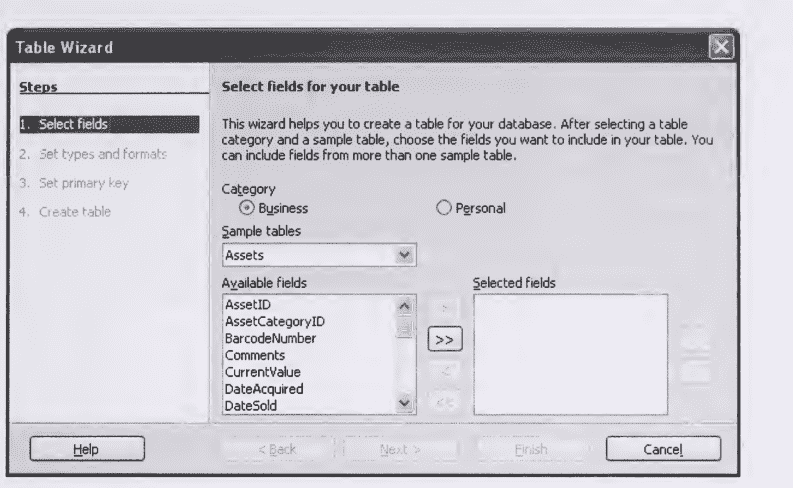 Table Wizard
Steps
1. Select fields
2. Set types and formats
3. Set primary key
4. Create table
Select fields for your table
This wizard helps you to create a table for your database. After selecting a table
category and a sample table, choose the fields you want to include in your table. You
can include fields from more than one sample table.
Category
Business
Personal
Sample tables
Assets
Available fields
AssetID
AssetCategoryID
BarcodeNumber
Comments
CurrentValue
DateAcquired
DateSold
>
>>
<
<<
Selected fields
Help
< Back
Next >
Finish
Cancel